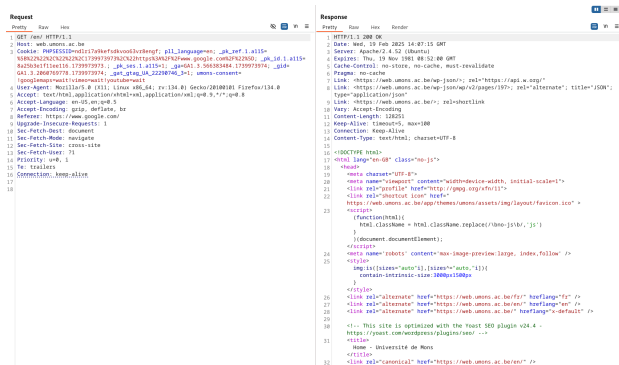 Request
Pretty Raw Hex
1 GET /en/ HTTP/1.1
2 Host: web.umons.ac.be
3 Cookie: PHPSESSID=nd1ri7a9kefsdkvoo63vr8engf; pll_language=en; _pk_ref.1.a115=
%5B%22%22%2C%22%22%2C1739973973%2C%22https%3A%2F%2Fwww.google.com%2F%22%5D; _pk_id.1.a115=
_pk_ses.1.a115=1; _ga=GA1.3.566383484.1739973974; _gid=
GA1.3.2060769778.1739973974; _gat_gtag_UA_22290746_3=1; umons-consent=
!googlemaps=wait!vimeo=wait!youtube=wait
4 User-Agent: Mozilla/5.0 (X11; Linux x86_64; rv:134.0) Gecko/20100101 Firefox/134.0
5 Accept: text/html,application/xhtml+xml,application/xml;q=0.9,*/*;q=0.8
6 Accept-Language: en-US,en;q=0.5
7 Accept-Encoding: gzip, deflate, br
8 Referer: https://www.google.com/
9 Upgrade-Insecure-Requests: 1
10 Sec-Fetch-Dest: document
11 Sec-Fetch-Mode: navigate
12 Sec-Fetch-Site: cross-site
13 Sec-Fetch-User: ?1
14 Priority: u=0, i
15 Te: trailers
16 Connection: keep-alive
17
18
Response
Pretty Raw Hex Render
1 HTTP/1.1 200 OK
2 Date: Wed, 19 Feb 2025 14:07:15 GMT
3 Server: Apache/2.4.52 (Ubuntu)
4 Expires: Thu, 19 Nov 1981 08:52:00 GMT
5 Cache-Control: no-store, no-cache, must-revalidate
6 Pragma: no-cache
7 Link: <https://web.umons.ac.be/wp-json/>; rel="https://api.w.org/"
8 Link: <https://web.umons.ac.be/wp-json/wp/v2/pages/197>; rel="alternate"; title="JSON";
type="application/json"
9 Link: <https://web.umons.ac.be/>; rel=shortlink
10 Vary: Accept-Encoding
11 Content-Length: 128251
12 Keep-Alive: timeout=5, max=100
13 Connection: Keep-Alive
14 Content-Type: text/html; charset=UTF-8
15
16 <!DOCTYPE html>
17 <html lang="en-GB" class="no-js">
18 <head>
19 <meta charset="UTF-8">
20 <meta name="viewport" content="width=device-width, initial-scale=1">
21 <link rel="profile" href="http://gmpg.org/xfn/11">
22 <link rel="shortcut icon" href="
https://web.umons.ac.be/app/themes/umons/assets/img/layout/favicon.ico" >
23 <script>
(function(html){
html.className = html.className.replace(/\bno-js\b/,'js')
}
)(document.documentElement);
</script>
24 <meta name='robots' content='max-image-preview:large, index,follow' />
25 <style>
img:is([sizes="auto"i],[sizes^="auto,"i]){
contain-intrinsic-size:3000px1500px
}
</style>
26 <link rel="alternate" href="https://web.umons.ac.be/fr/" hreflang="fr" />
27 <link rel="alternate" href="https://web.umons.ac.be/en/" hreflang="en" />
28 <link rel="alternate" href="https://web.umons.ac.be/" hreflang="x-default" />
29
30 <!-- This site is optimized with the Yoast SEO plugin v24.4 -
https://yoast.com/wordpress/plugins/seo/ -->
31 <title>
Home - Université de Mons
</title>
32 <link rel="canonical" href="https://web.umons.ac.be/en/" />